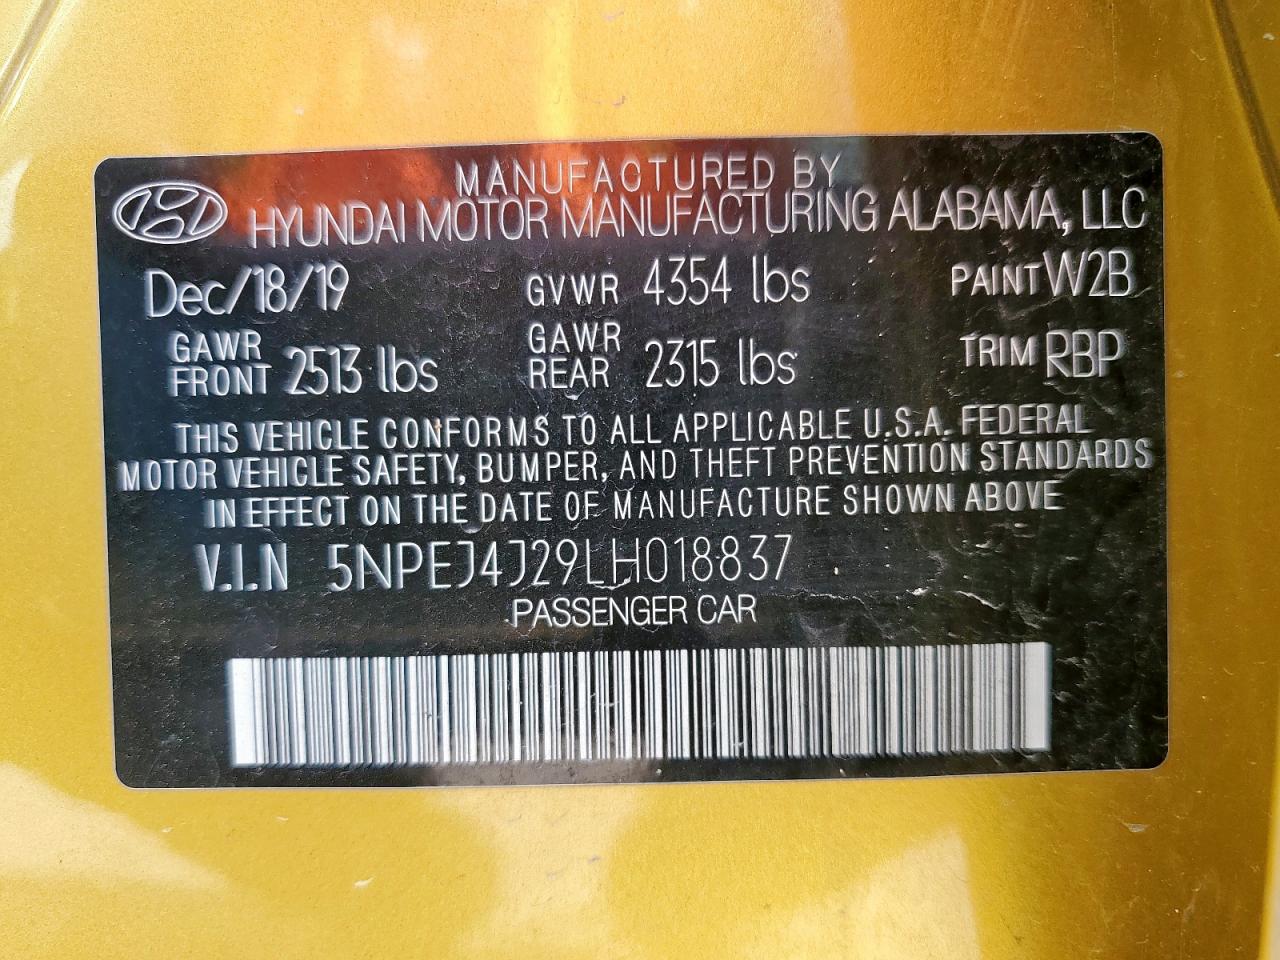 MANUFACTURED BY
HYUNDAI MOTOR MANUFACTURING ALABAMA, LLC
Dec/18/19 GVWR 4354 lbs PAINT W2B
GAWR FRONT 2513 lbs GAWR REAR 2315 lbs TRIM RBP
THIS VEHICLE CONFORMS TO ALL APPLICABLE U.S.A. FEDERAL
MOTOR VEHICLE SAFETY, BUMPER, AND THEFT PREVENTION STANDARDS
IN EFFECT ON THE DATE OF MANUFACTURE SHOWN ABOVE
V.I.N 5NPEJ4J29LH018837
PASSENGER CAR